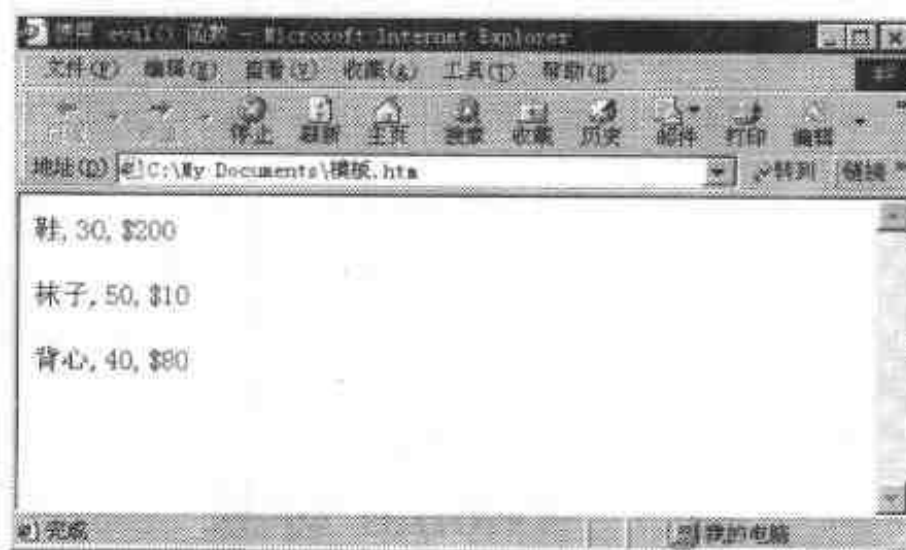 eval() 函数 - Microsoft Internet Explorer
文件(F) 编辑(E) 查看(V) 收藏(A) 工具(T) 帮助(H)
停止 刷新 主页 搜索 收藏 历史 邮件 打印 编辑
地址(D) C:\My Documents\模板.htm 转到 链接 »
鞋, 30, $200
袜子, 50, $10
背心, 40, $80
完成 我的电脑